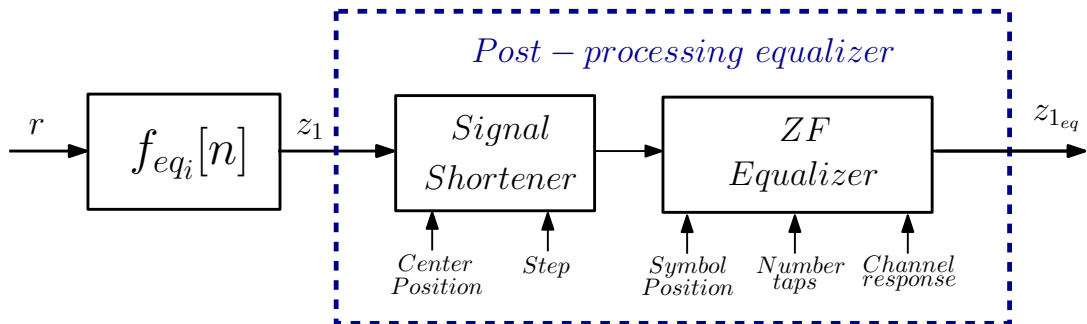 Post − processing equalizer
r
f_{eq_i}[n]
z_1
Signal
Shortener
ZF
Equalizer
z_{1_{eq}}
Center
Position
Step
Symbol
Position
Number
taps
Channel
response